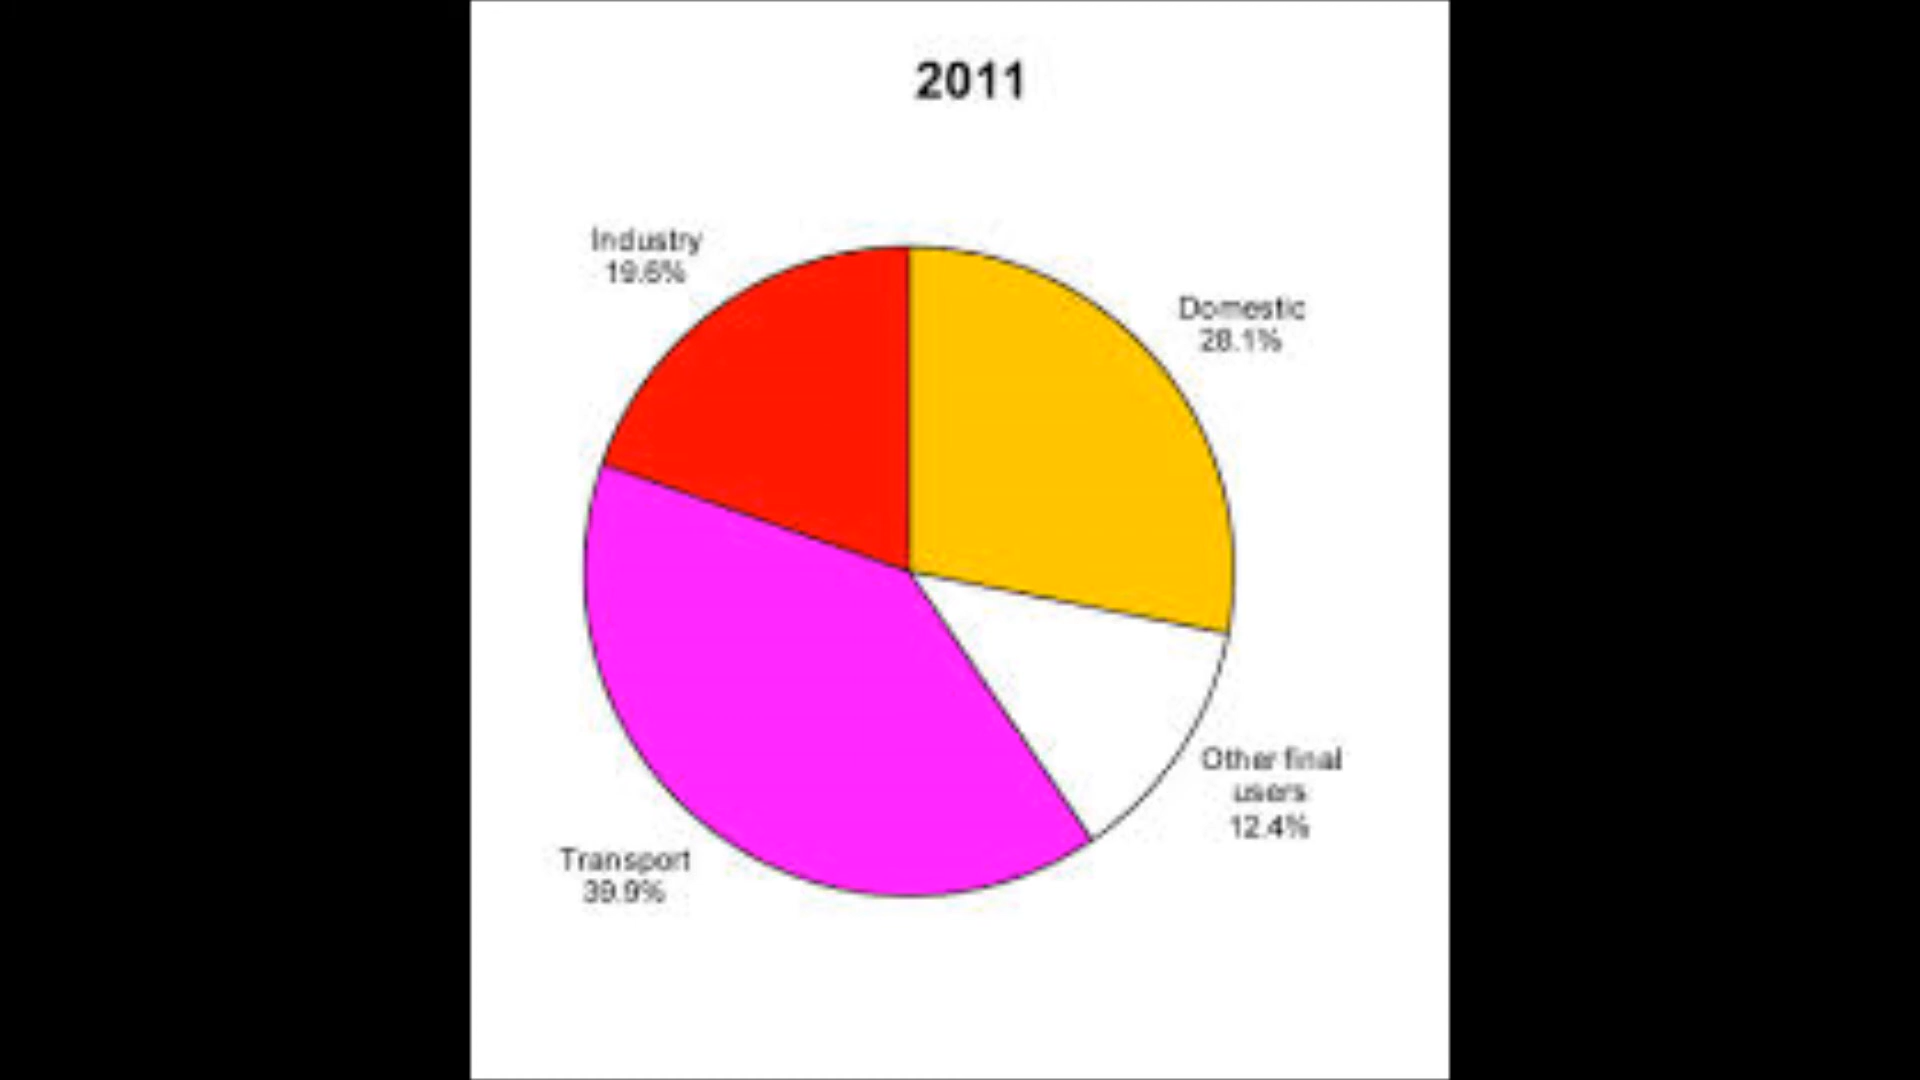 2011
Industry
19.6%
Domestic
28.1%
Other final
users
12.4%
Transport
39.9%